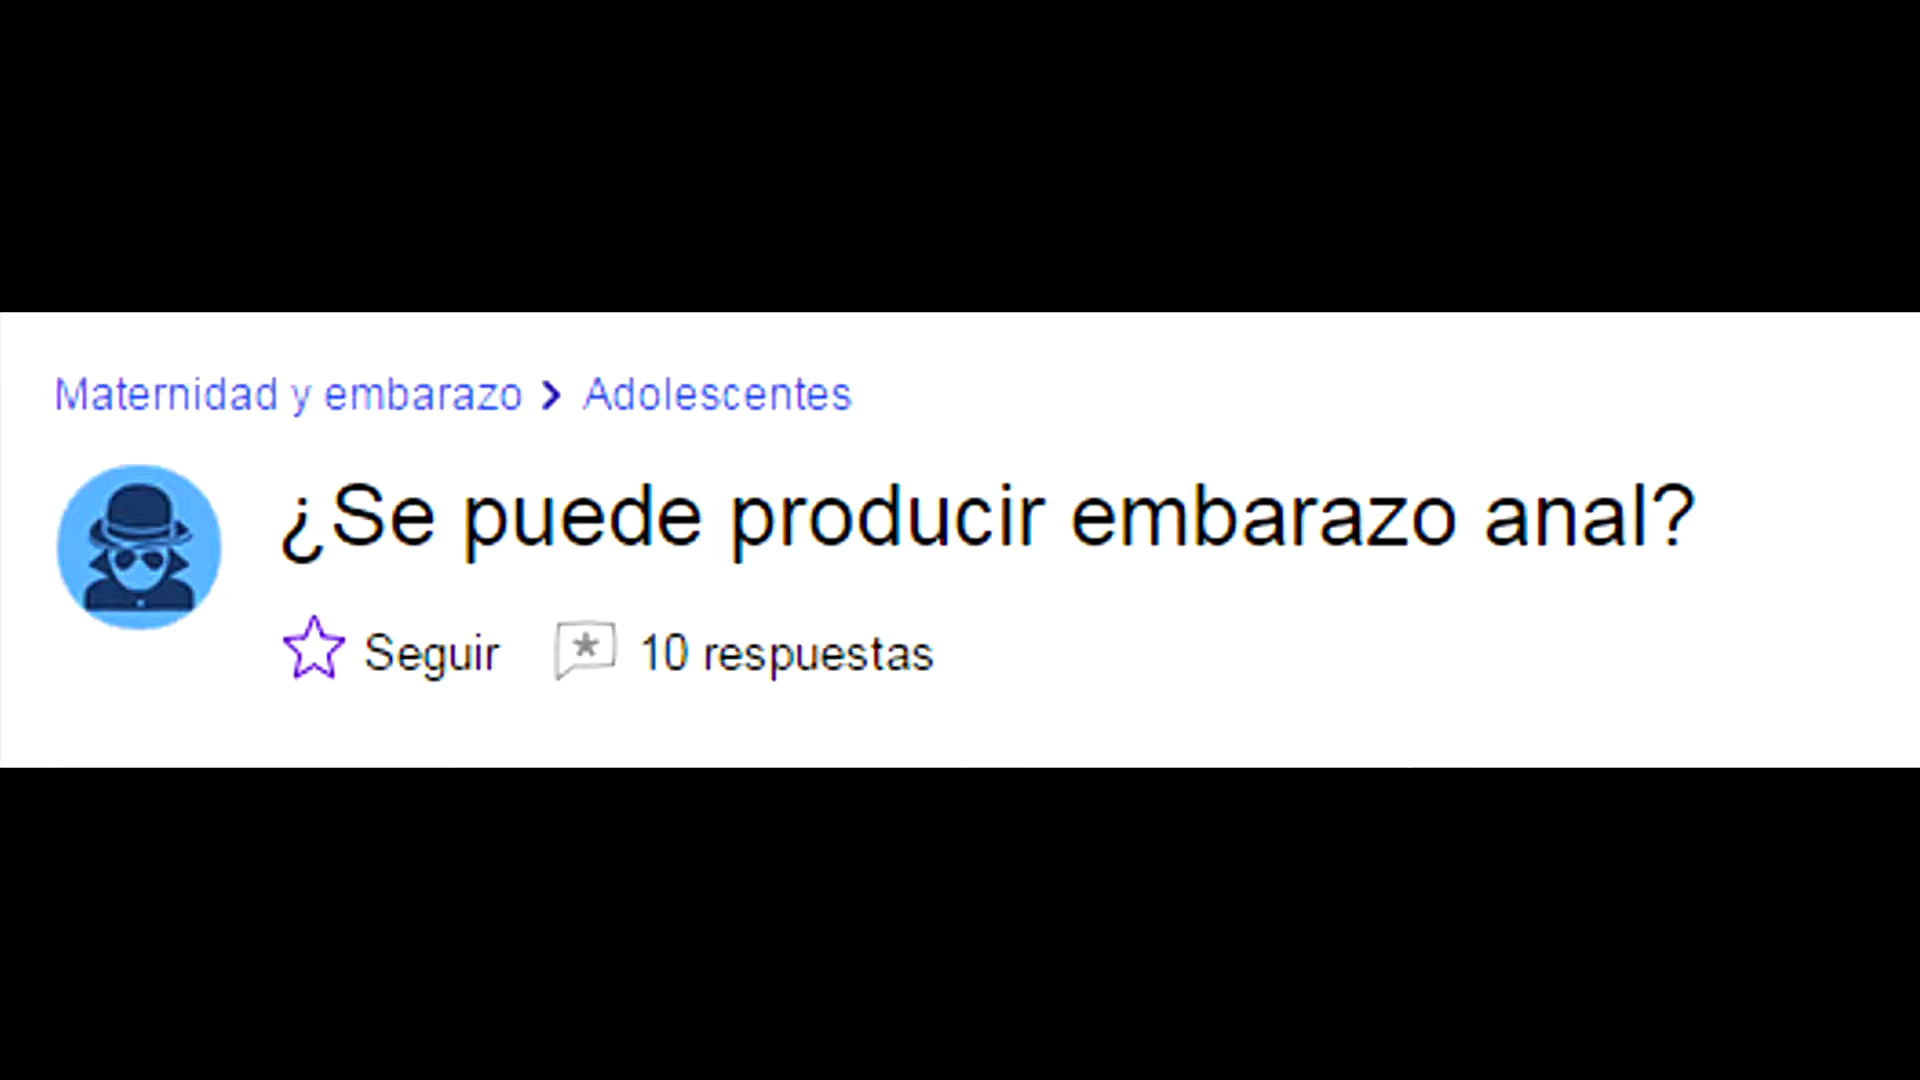 Maternidad y embarazo > Adolescentes
¿Se puede producir embarazo anal?
Seguir 10 respuestas